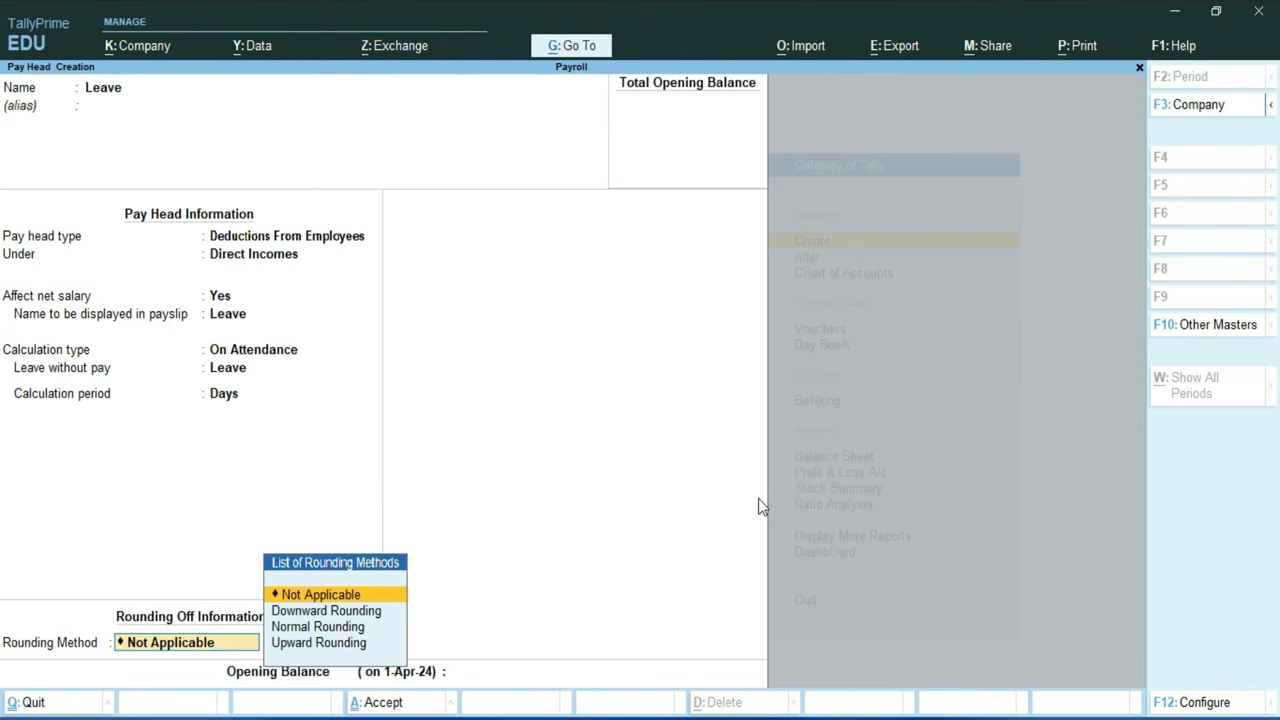 TallyPrime
EDU
MANAGE
K: Company
Y: Data
Z: Exchange
G: Go To
O: Import
E: Export
M: Share
P: Print
F1: Help
Pay Head Creation
Payroll
×
Name : Leave
(alias) :
Total Opening Balance
Pay Head Information
Pay head type : Deductions From Employees
Under : Direct Incomes
Affect net salary : Yes
Name to be displayed in payslip : Leave
Calculation type : On Attendance
Leave without pay : Leave
Calculation period : Days
List of Rounding Methods
♦ Not Applicable
Downward Rounding
Normal Rounding
Upward Rounding
Rounding Off Information
Rounding Method : ♦ Not Applicable
Opening Balance ( on 1-Apr-24) :
Gateway of Tally
Create
Alter
CHart of Accounts
Vouchers
Day BooK
BaNking
Balance Sheet
Profit & Loss A/c
Stock Summary
Ratio Analysis
Display More Reports
DashbOard
Quit
F2: Period
F3: Company
F4
F5
F6
F7
F8
F9
F10: Other Masters
W: Show All
Periods
Q: Quit
A: Accept
D: Delete
F12: Configure